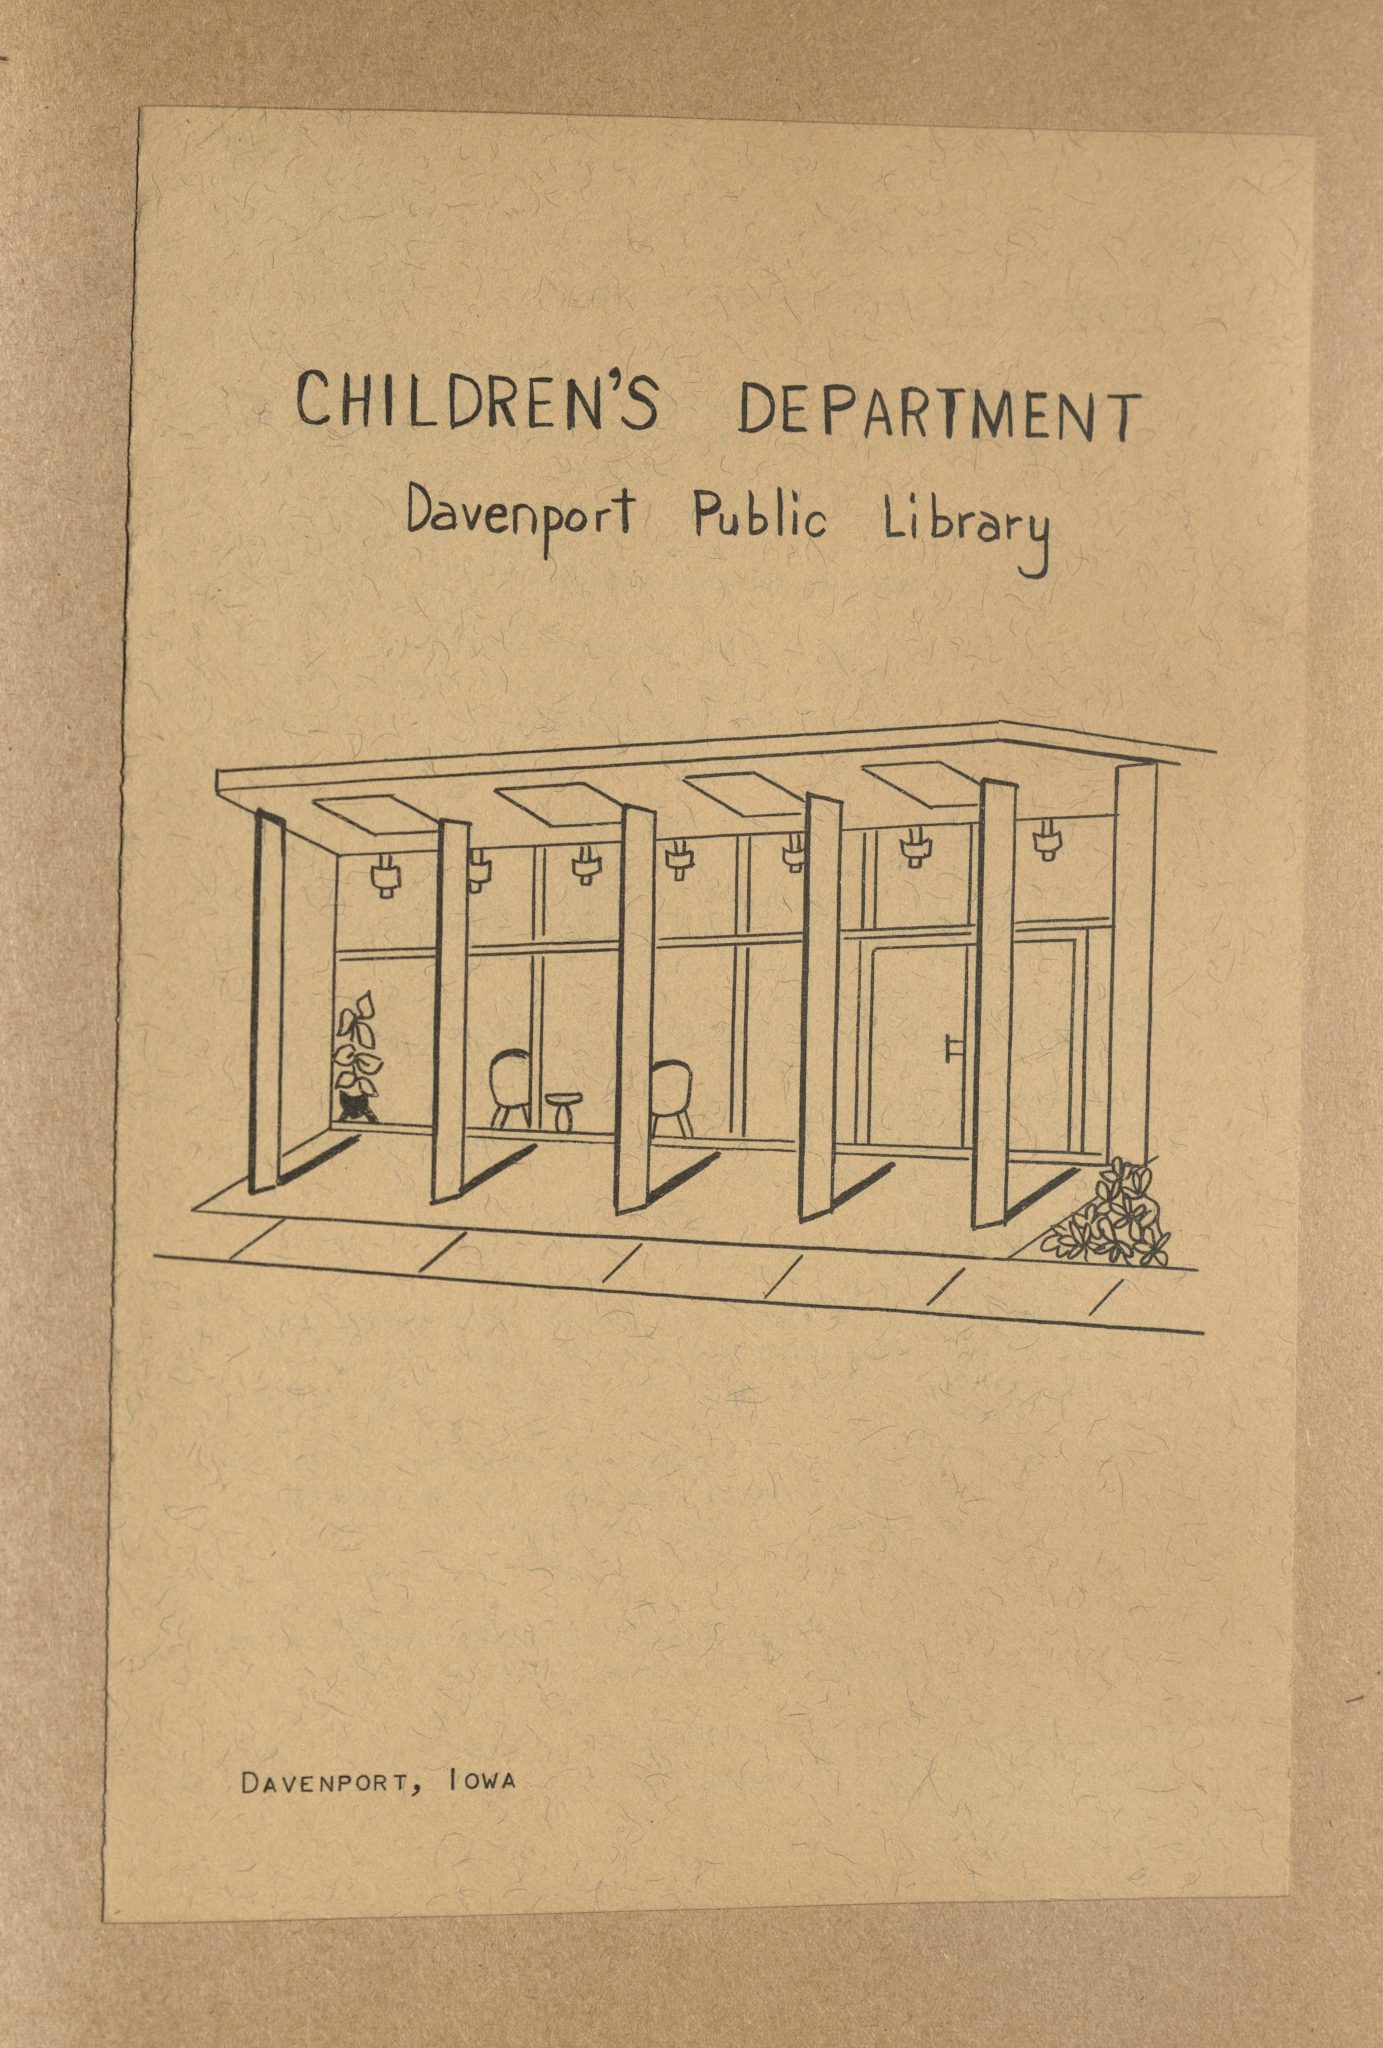 CHILDREN'S DEPARTMENT
Davenport Public Library
DAVENPORT, IOWA